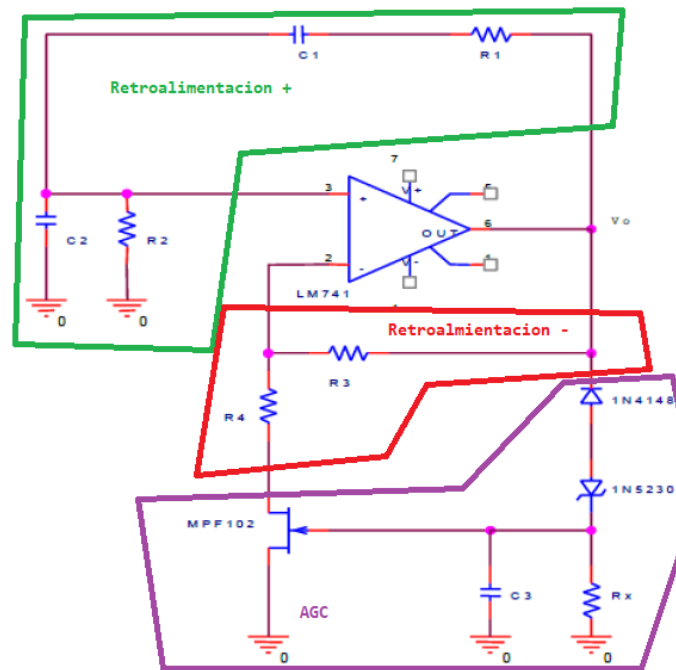 C1
R1
Retroalimentacion +
7
5
3
+
V+
C2
R2
OUT
6
Vo
2
-
V-
LM741
0
0
Retroalmientacion -
R3
R4
1N4148
1N5230
MPF102
C3
Rx
AGC
0
0
0